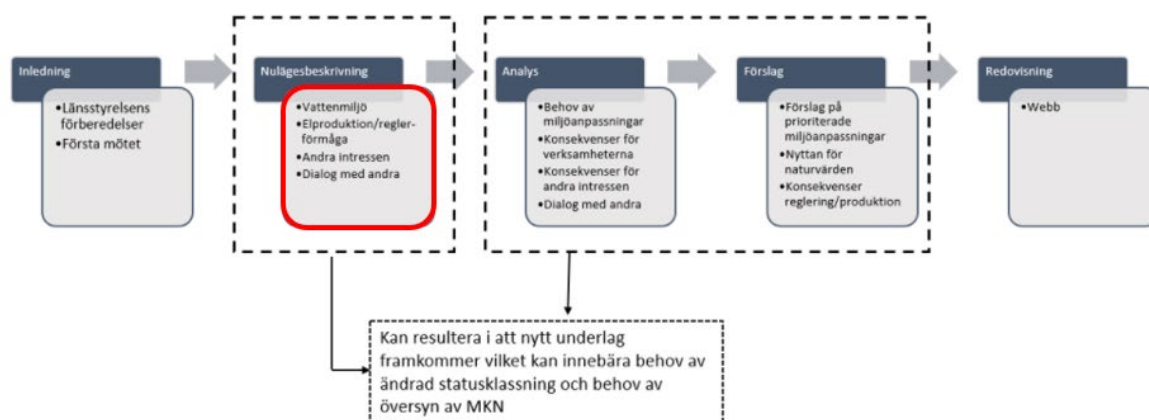 Inledning
•Länsstyrelsens
förberedelser
•Första mötet
Nulägesbeskrivning
•Vattenmiljö
•Elproduktion/regler-
förmåga
•Andra intressen
•Dialog med andra
Analys
•Behov av
miljöanpassningar
•Konsekvenser för
verksamheterna
•Konsekvenser för
andra intressen
•Dialog med andra
Förslag
•Förslag på
prioriterade
miljöanpassningar
•Nyttan för
naturvärden
•Konsekvenser
reglering/produktion
Redovisning
•Webb
Kan resultera i att nytt underlag
framkommer vilket kan innebära behov av
ändrad statusklassning och behov av
översyn av MKN